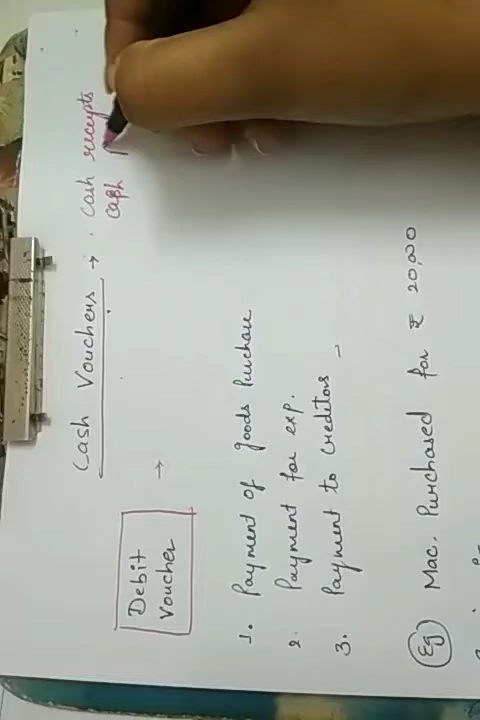 Cash Vouchers → . Cash receipts
cash p
Debit Voucher →
1. Payment of goods Purchase
2. Payment for exp.
3. Payment to Creditors
Eg Mac. Purchased for ₹ 20,000